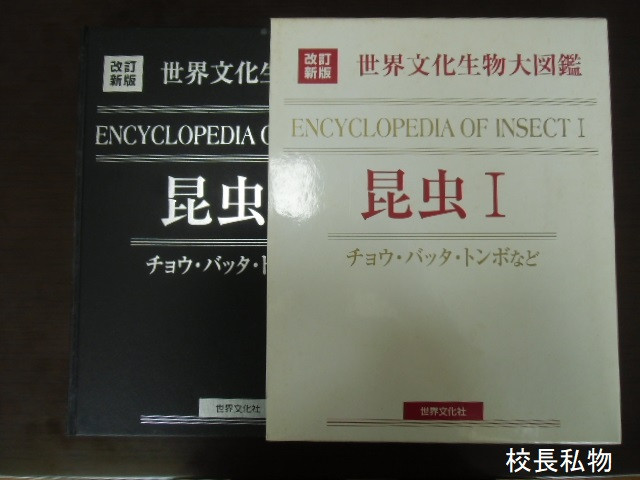 改訂
新版
世界文化生
ENCYCLOPEDIA O
昆虫
チョウ・バッタ・ト
世界文化社
改訂
新版
世界文化生物大図鑑
ENCYCLOPEDIA OF INSECT I
昆虫 I
チョウ・バッタ・トンボなど
世界文化社
校長私物